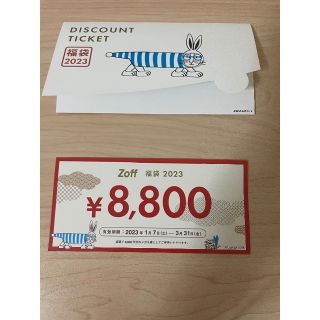 DISCOUNT
TICKET
福袋
2023
Zoff 福袋 2023
¥8,800
有効期限:2023年1月7日(土)―3月31日(金)